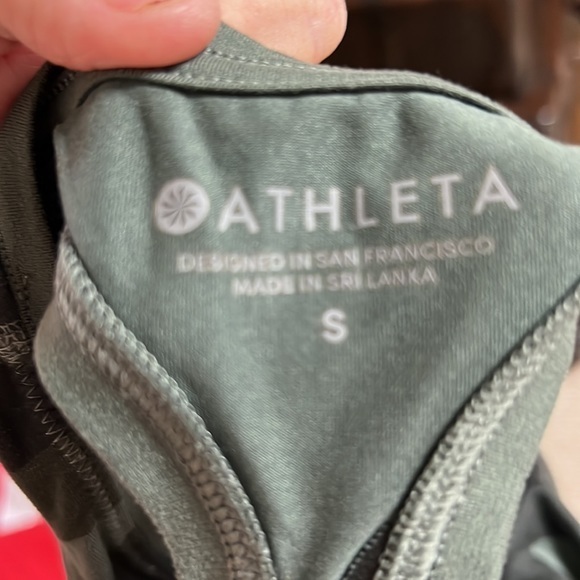 ATHLETA
DESIGNED IN SAN FRANCISCO
MADE IN SRI LANKA
S